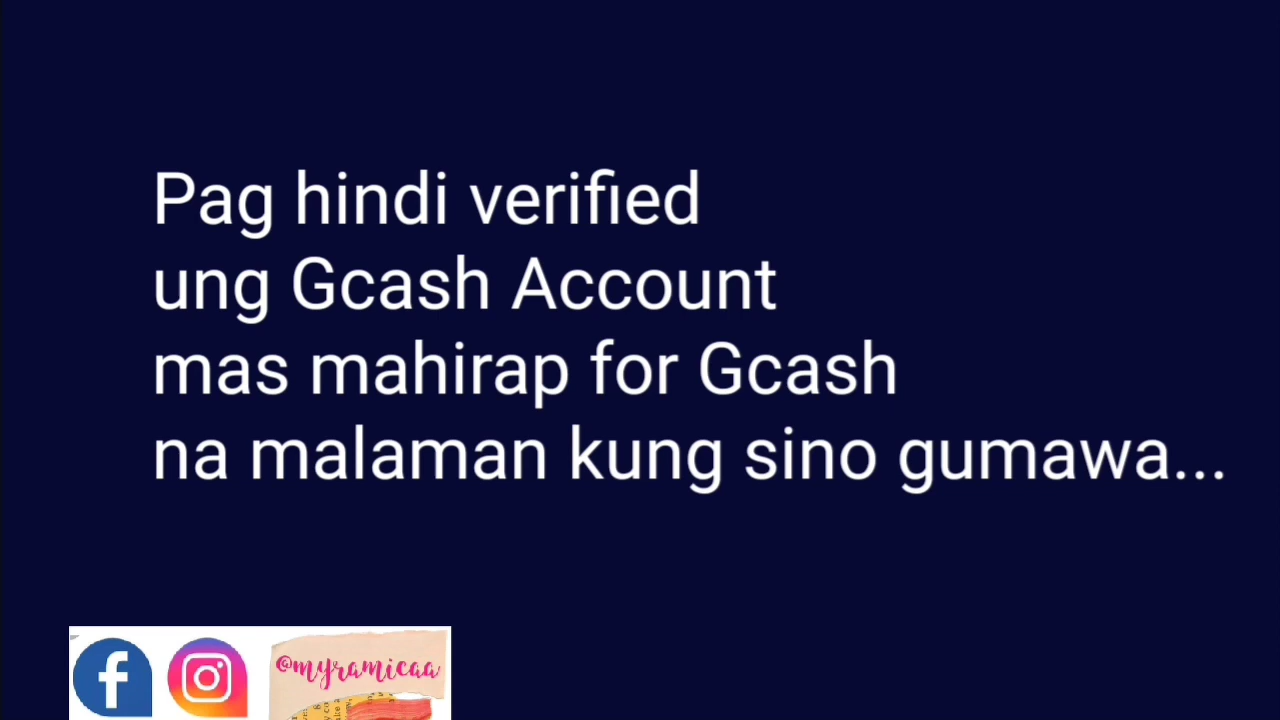 Pag hindi verified
ung Gcash Account
mas mahirap for Gcash
na malaman kung sino gumawa...
@myramicaa